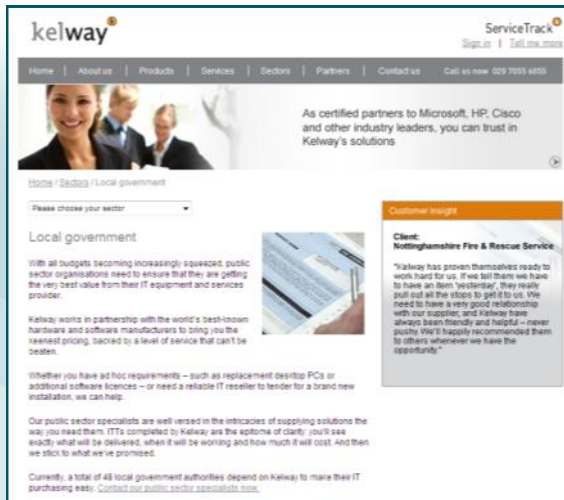 kelway
ServiceTrack
Sign in | Tell me more
Home | About us | Products | Services | Sectors | Partners | Contact us Call us now 020 7055 6055
As certified partners to Microsoft, HP, Cisco
and other industry leaders, you can trust in
Kelway's solutions
Home / Sectors / Local government
Please choose your sector
Local government
With all budgets becoming increasingly squeezed, public
sector organisations need to ensure that they are getting
the very best value from their IT equipment and services
provider.
Kelway works in partnership with the world's best-known
hardware and software manufacturers to bring you the
keenest pricing, backed by a level of service that can't be
beaten.
Whether you have ad hoc requirements – such as replacement desktop PCs or
additional software licences – or need a reliable IT reseller to tender for a brand new
installation, we can help.
Our public sector specialists are well versed in the intricacies of supplying solutions the
way you need them. ITTs completed by Kelway are the epitome of clarity: you'll see
exactly what will be delivered, when it will be working and how much it will cost. And then
we stick to what we've promised.
Currently, a total of 48 local government authorities depend on Kelway to make their IT
purchasing easy. Contact our public sector specialists now.
Customer Insight
Client:
Nottinghamshire Fire & Rescue Service
"Kelway has proven themselves ready to
work hard for us. If we tell them we have
to have an item 'yesterday', they really
pull out all the stops to get it to us. We
need to have a very good relationship
with our supplier, and Kelway have
always been friendly and helpful – never
pushy. We'll happily recommended them
to others whenever we have the
opportunity."